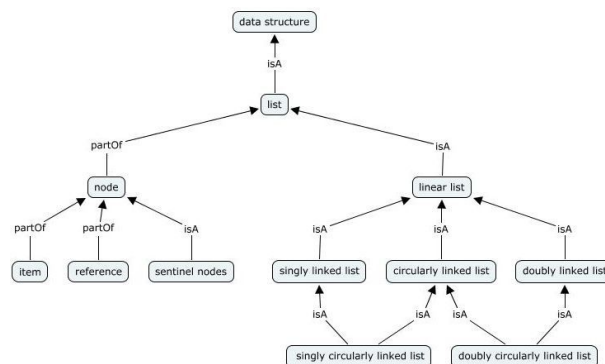 data structure
isA
list
partOf isA
node linear list
partOf partOf isA isA isA isA
item reference sentinel nodes singly linked list circularly linked list doubly linked list
isA isA isA isA
singly circularly linked list doubly circularly linked list